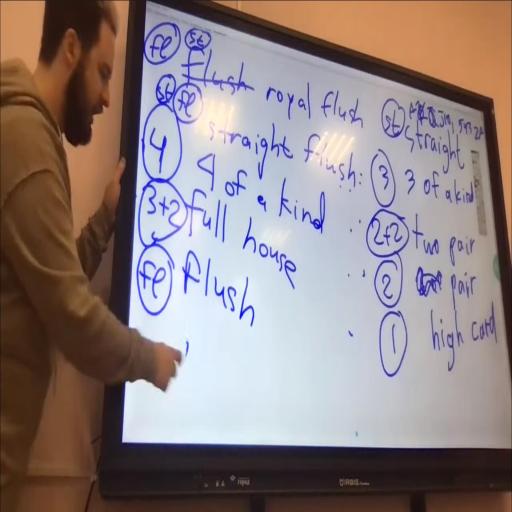 fl st
Flush royal flush
st fl straight flush:
4 4 of a kind
3+2 full house
fl flush
st straight
3 3 of a kind
2+2 two pair
2 pair
1 high card